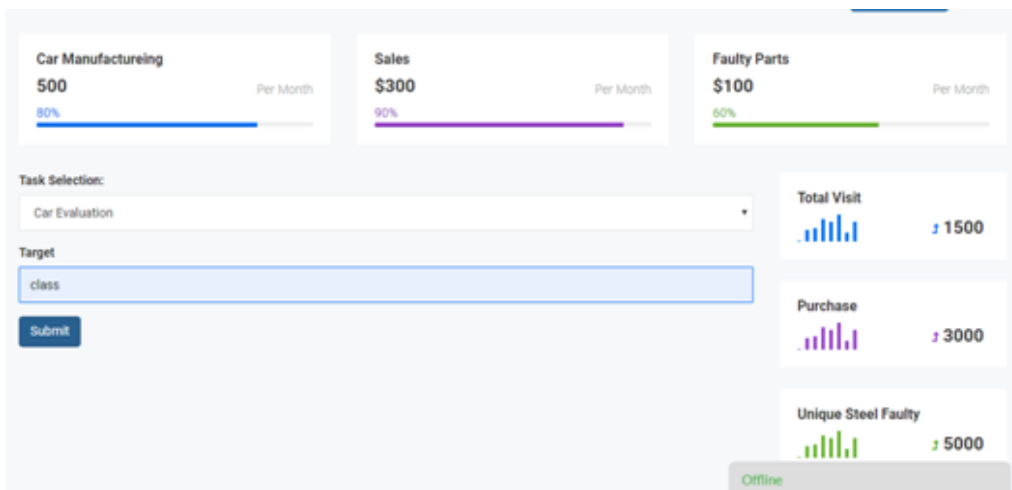 Car Manufactureing
500
Per Month
80%
Sales
$300
Per Month
90%
Faulty Parts
$100
Per Month
60%
Task Selection:
Car Evaluation
Target
class
Submit
Total Visit
1500
Purchase
3000
Unique Steel Faulty
5000
Offline